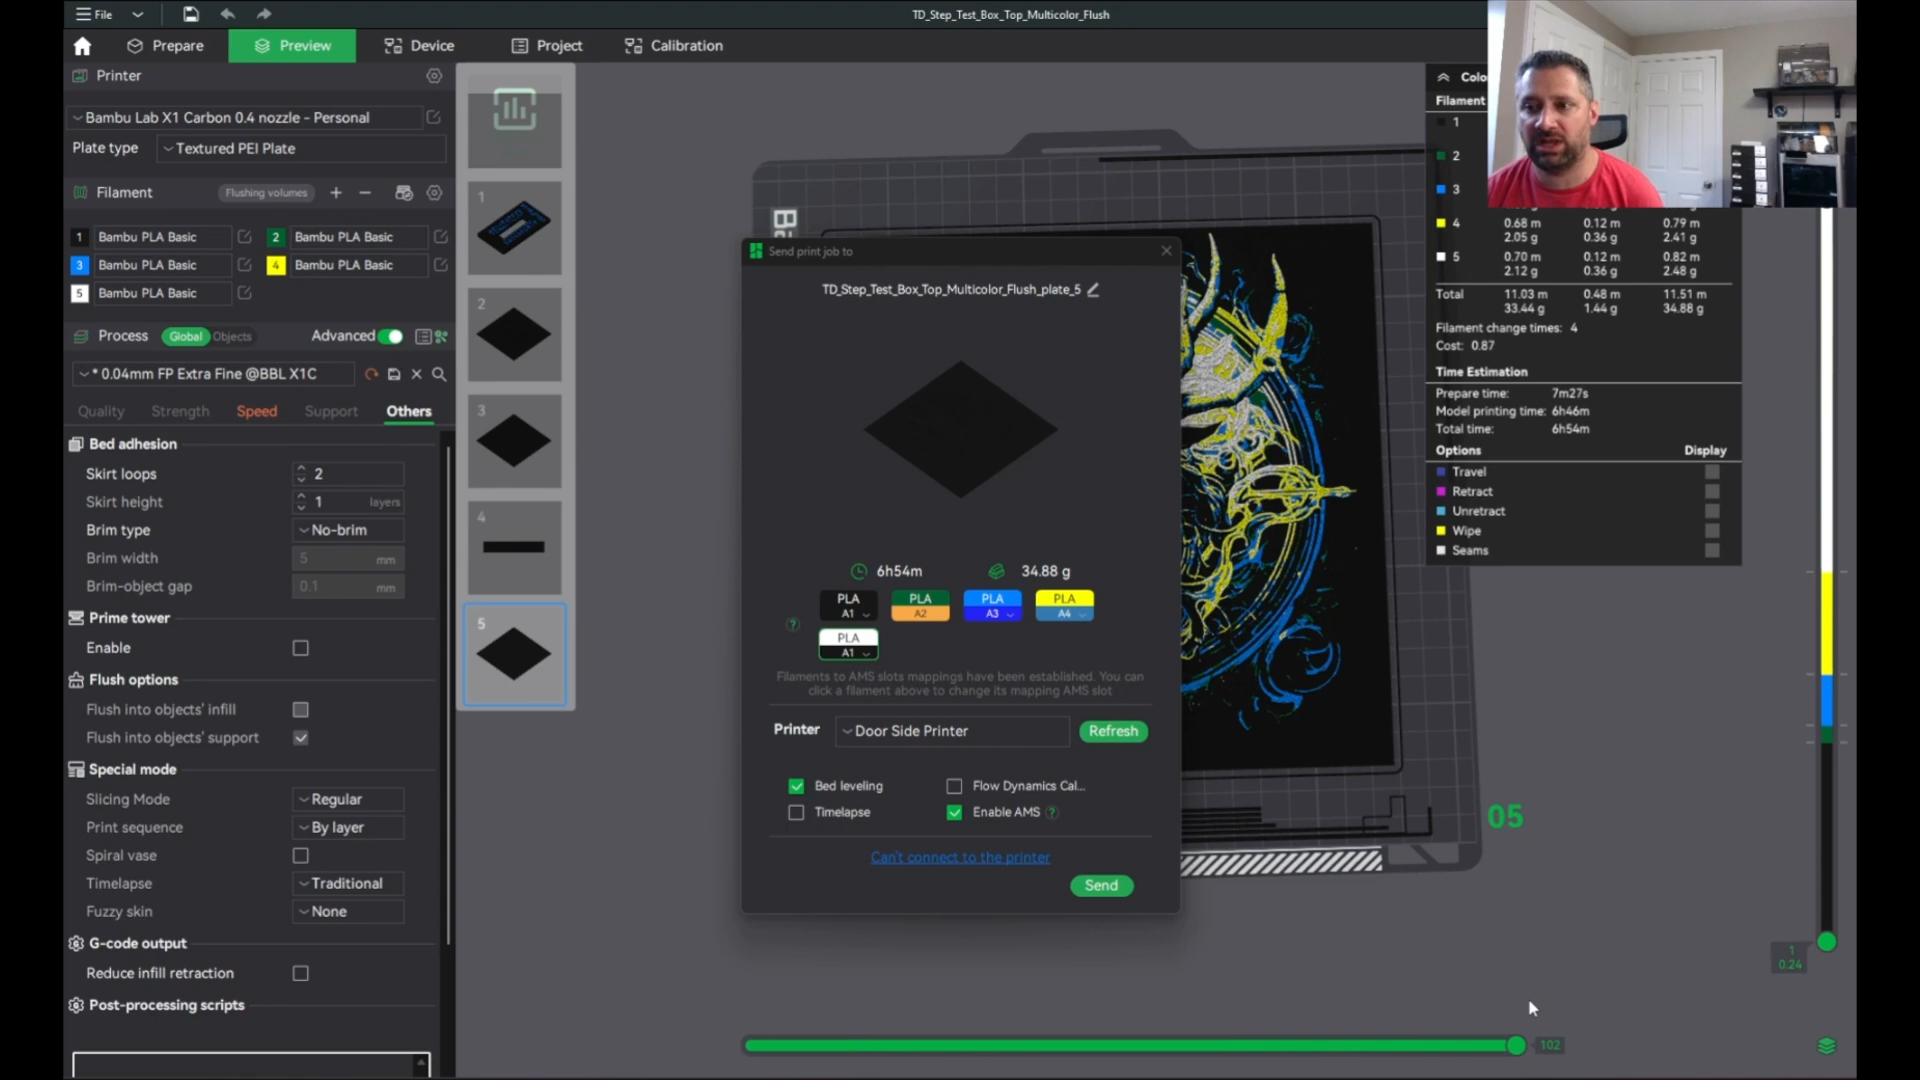 File
TD_Step_Test_Box_Top_Multicolor_Flush
Prepare
Preview
Device
Project
Calibration
Printer
Bambu Lab X1 Carbon 0.4 nozzle - Personal
Plate type
Textured PEI Plate
Filament
Flushing volumes
1 Bambu PLA Basic
2 Bambu PLA Basic
3 Bambu PLA Basic
4 Bambu PLA Basic
5 Bambu PLA Basic
Process
Global
Objects
Advanced
* 0.04mm FP Extra Fine @BBL X1C
Quality
Strength
Speed
Support
Others
Bed adhesion
Skirt loops 2
Skirt height 1 layers
Brim type No-brim
Brim width 5 mm
Brim-object gap 0.1 mm
Prime tower
Enable
Flush options
Flush into objects' infill
Flush into objects' support
Special mode
Slicing Mode Regular
Print sequence By layer
Spiral vase
Timelapse Traditional
Fuzzy skin None
G-code output
Reduce infill retraction
Post-processing scripts
1
2
3
4
5
Send print job to
TD_Step_Test_Box_Top_Multicolor_Flush_plate_5
6h54m
34.88 g
PLA A1
PLA A2
PLA A3
PLA A4
PLA A1
Filaments to AMS slots mappings have been established. You can
click a filament above to change its mapping AMS slot
Printer Door Side Printer Refresh
Bed leveling
Flow Dynamics Cal...
Timelapse
Enable AMS
Can't connect to the printer
Send
05
Colo
Filament
1
2
3
4 0.68 m 0.12 m 0.79 m
2.05 g 0.36 g 2.41 g
5 0.70 m 0.12 m 0.82 m
2.12 g 0.36 g 2.48 g
Total 11.03 m 0.48 m 11.51 m
33.44 g 1.44 g 34.88 g
Filament change times: 4
Cost: 0.87
Time Estimation
Prepare time: 7m27s
Model printing time: 6h46m
Total time: 6h54m
Options Display
Travel
Retract
Unretract
Wipe
Seams
1
0.24
102